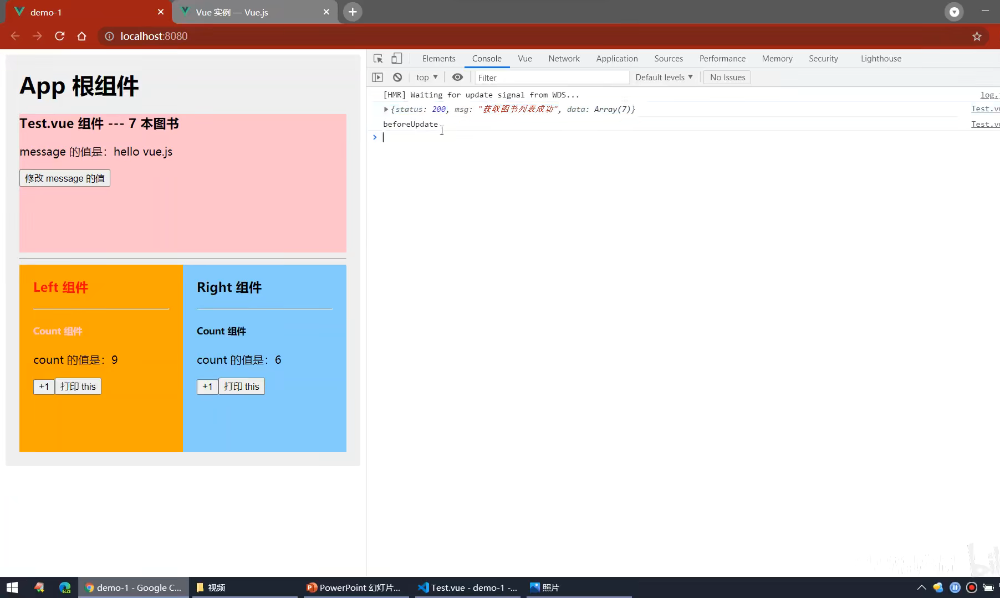 demo-1
Vue 实例 — Vue.js
localhost:8080
App 根组件
Test.vue 组件 --- 7 本图书
message 的值是：hello vue.js
修改 message 的值
Left 组件
Count 组件
count 的值是：9
+1 打印 this
Right 组件
Count 组件
count 的值是：6
+1 打印 this
Elements Console Vue Network Application Sources Performance Memory Security Lighthouse
top Filter Default levels No Issues
[HMR] Waiting for update signal from WDS... log.
{status: 200, msg: "获取图书列表成功", data: Array(7)} Test.vu
beforeUpdate Test.vu
demo-1 - Google C... 视频 PowerPoint 幻灯片... Test.vue - demo-1 -... 照片